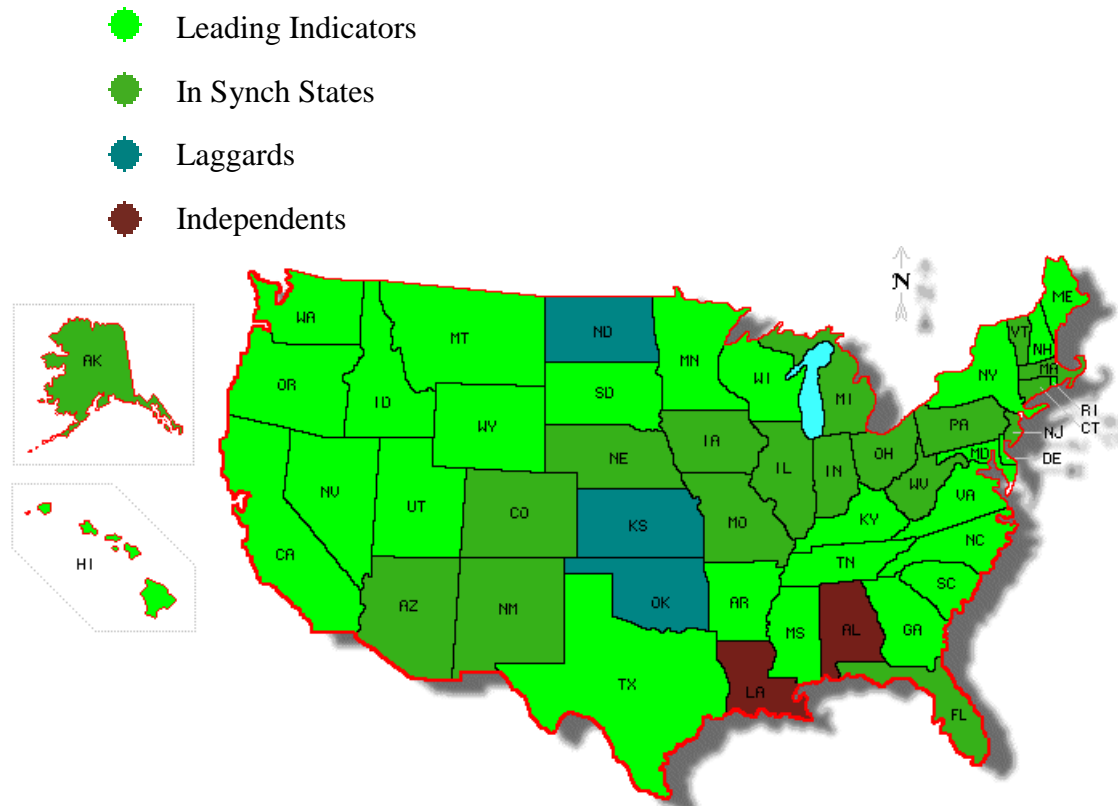 Leading Indicators
In Synch States
Laggards
Independents
N
ME
WA
ND
MT
VT
AK
MN
NH
OR
WI
NY
MA
ID
SD
MI
RI
WY
CT
PA
NJ
IA
NE
OH
MD
DE
IL
IN
NV
WV
UT
VA
CO
KS
MO
KY
NC
CA
HI
TN
SC
AZ
NM
OK
AR
MS
AL
GA
TX
LA
FL